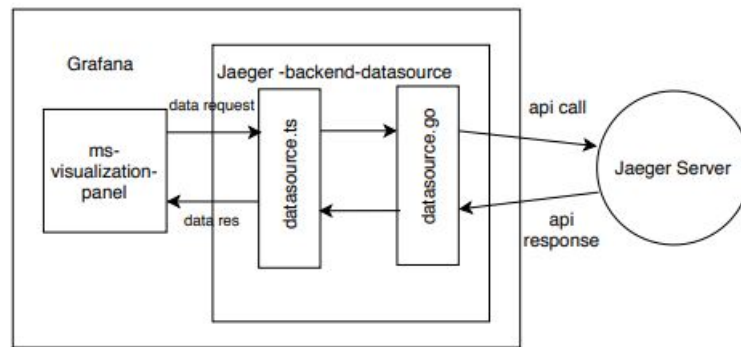 Grafana
Jaeger -backend-datasource
data request
ms-
visualization-
panel
data res
datasource.ts
datasource.go
api call
api
response
Jaeger Server